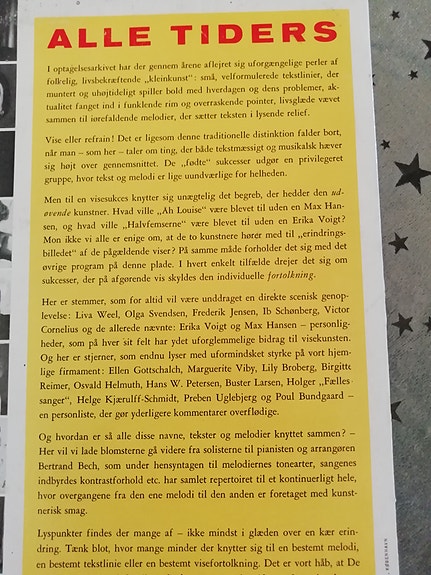 ALLE TIDERS
I optagelsesarkivet har der gennem årene aflejret sig uforgængelige perler af
folkelig, livsbekræftende „kleinkunst“: små, velformulerede tekstlinier, der
muntert og uhøjtideligt spiller bold med hverdagen og dens problemer, ak-
tualitet fanget ind i funklende rim og overraskende pointer, livsglæde vævet
sammen til iørefaldende melodier, der sætter teksten i lysende relief.
Vise eller refrain! Det er ligesom denne traditionelle distinktion falder bort,
når man – som her – taler om ting, der både tekstmæssigt og musikalsk hæver
sig højt over gennemsnittet. De „fødte“ succeser udgør en privilegeret
gruppe, hvor tekst og melodi er lige uundværlige for helheden.
Men til en visesukces knytter sig unægtelig det begreb, der hedder den ud-
øvende kunstner. Hvad ville „Åh Louise“ være blevet til uden en Max Han-
sen, og hvad ville „Halvfemserne“ være blevet til uden en Erika Voigt?
Mon ikke vi alle er enige om, at de to kunstnere hører med til „erindrings-
billedet“ af de pågældende viser? På samme måde forholder det sig med det
øvrige program på denne plade. I hvert enkelt tilfælde drejer det sig om
sukcesser, der på afgørende vis skyldes den individuelle fortolkning.
Her er stemmer, som for altid vil være unddraget en direkte scenisk genop-
levelse: Liva Weel, Olga Svendsen, Frederik Jensen, Ib Schønberg, Victor
Cornelius og de allerede nævnte: Erika Voigt og Max Hansen – personlig-
heder, som på hver sit felt har ydet uforglemmelige bidrag til visekunsten.
Og her er stjerner, som endnu lyser med uformindsket styrke på vort hjem-
lige firmament: Ellen Gottschalch, Marguerite Viby, Lily Broberg, Birgitte
Reimer, Osvald Helmuth, Hans W. Petersen, Buster Larsen, Holger „Fælles-
sanger“, Helge Kjærulff-Schmidt, Preben Uglebjerg og Poul Bundgaard –
en personliste, der gør yderligere kommentarer overflødige.
Og hvordan er så alle disse navne, tekster og melodier knyttet sammen? –
Her vil vi lade blomsterne gå videre fra solisterne til pianisten og arrangøren
Bertrand Bech, som under hensyntagen til melodiernes tonearter, sangenes
indbyrdes kontrastforhold etc. har samlet repertoiret til et kontinuerligt hele,
hvor overgangene fra den ene melodi til den anden er foretaget med kunst-
nerisk smag.
Lyspunkter findes der mange af – ikke mindst i glæden over en kær erin-
dring. Tænk blot, hvor mange minder der knytter sig til en bestemt melodi,
en bestemt tekstlinie eller en bestemt visefortolkning. Det er vort håb, at De